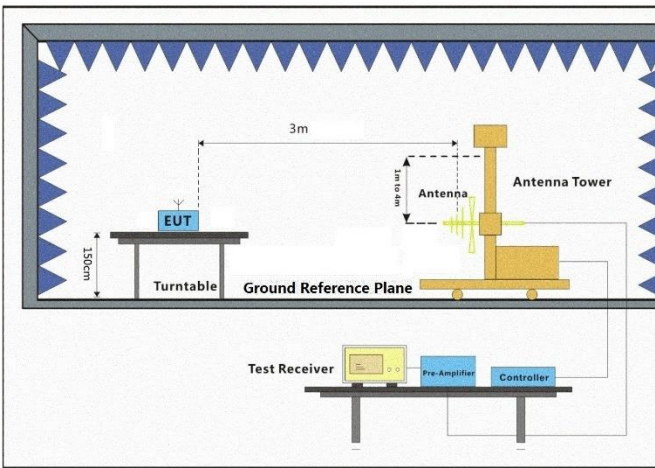 3m
1m to 4m
Antenna
Antenna Tower
EUT
150cm
Turntable
Ground Reference Plane
Test Receiver
Pre-Amplifier
Controller